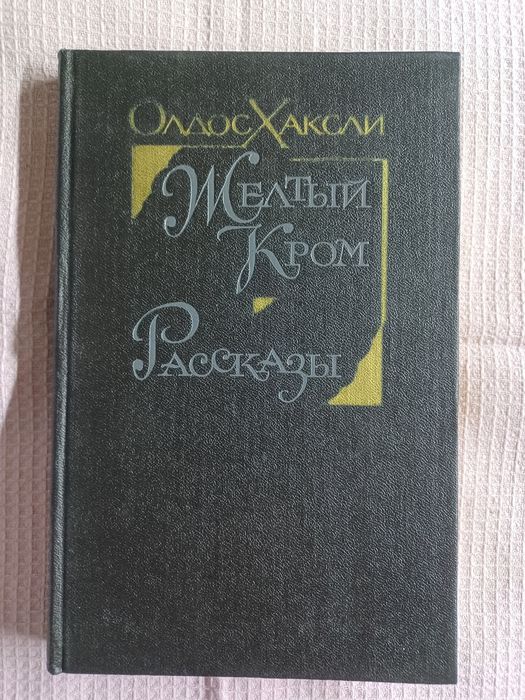 Олдос Хаксли
Желтый
Кром
Рассказы